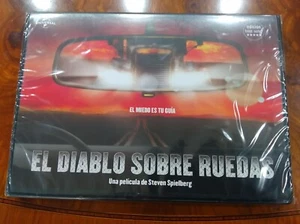 EL MIEDO ES TU GUÍA
EL DIABLO SOBRE RUEDAS
Una película de Steven Spielberg